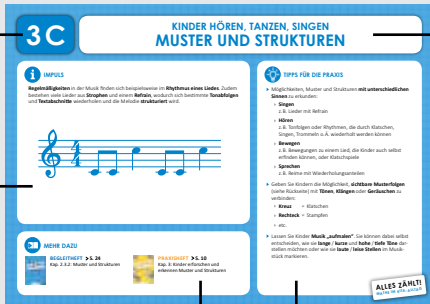 3C
KINDER HÖREN, TANZEN, SINGEN
MUSTER UND STRUKTUREN
IMPULS
Regelmäßigkeiten in der Musik finden sich beispielsweise im Rhythmus eines Liedes. Zudem
bestehen viele Lieder aus Strophen und einem Refrain, wodurch sich bestimmte Tonabfolgen
und Textabschnitte wiederholen und die Melodie strukturiert wird.
4
4
MEHR DAZU
BEGLEITHEFT > S. 24
Kap. 2.3.2: Muster und Strukturen
PRAXISHEFT > S. 10
Kap. 3: Kinder erforschen und
erkennen Muster und Strukturen
TIPPS FÜR DIE PRAXIS
Möglichkeiten, Muster und Strukturen mit unterschiedlichen
Sinnen zu erkunden:
Singen
z.B. Lieder mit Refrain
Hören
z.B. Tonfolgen oder Rhythmen, die durch Klatschen,
Singen, Trommeln o.Ä. wiederholt werden können
Bewegen
z.B. Bewegungen zu einem Lied, die Kinder auch selbst
erfinden können, oder Klatschspiele
Sprechen
z.B. Reime mit Wiederholungsanteilen
Geben Sie Kindern die Möglichkeit, sichtbare Musterfolgen
(siehe Rückseite) mit Tönen, Klängen oder Geräuschen zu
verbinden:
Kreuz = Klatschen
Rechteck = Stampfen
etc.
Lassen Sie Kinder Musik „aufmalen". Sie können dabei selbst
entscheiden, wie sie lange / kurze und hohe / tiefe Töne dar-
stellen möchten oder wie sie laute / leise Stellen im Musik-
stück markieren.
ALLES ZÄHLT!
MATHE IM KITA-ALLTAG